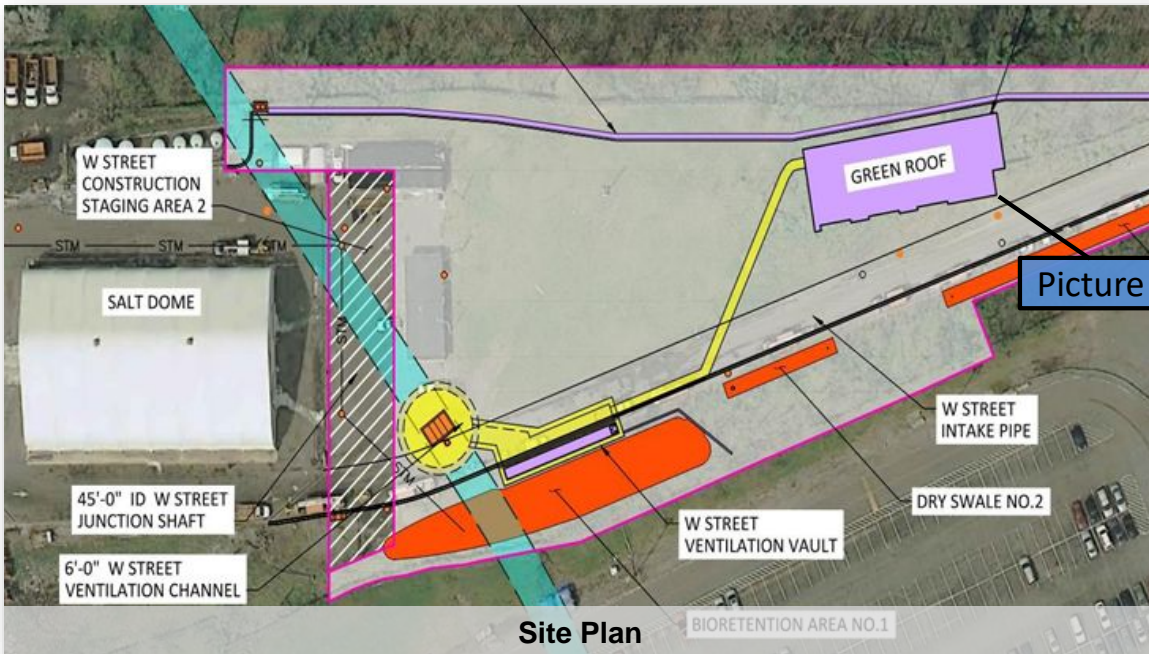 W STREET
CONSTRUCTION
STAGING AREA 2
GREEN ROOF
Picture
STM
STM
STM
SALT DOME
STM
STM
W STREET
INTAKE PIPE
45'-0" ID W STREET
JUNCTION SHAFT
DRY SWALE NO.2
W STREET
VENTILATION VAULT
6'-0" W STREET
VENTILATION CHANNEL
BIORETENTION AREA NO.1
Site Plan